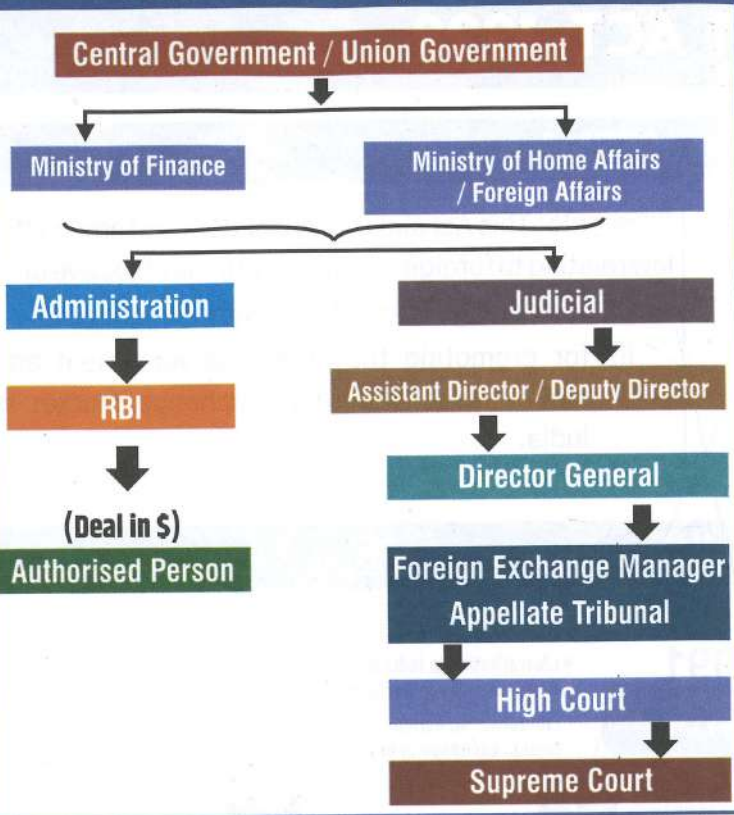 Central Government / Union Government
Ministry of Finance
Ministry of Home Affairs
/ Foreign Affairs
Administration
Judicial
RBI
Assistant Director / Deputy Director
Director General
(Deal in $)
Authorised Person
Foreign Exchange Manager
Appellate Tribunal
High Court
Supreme Court